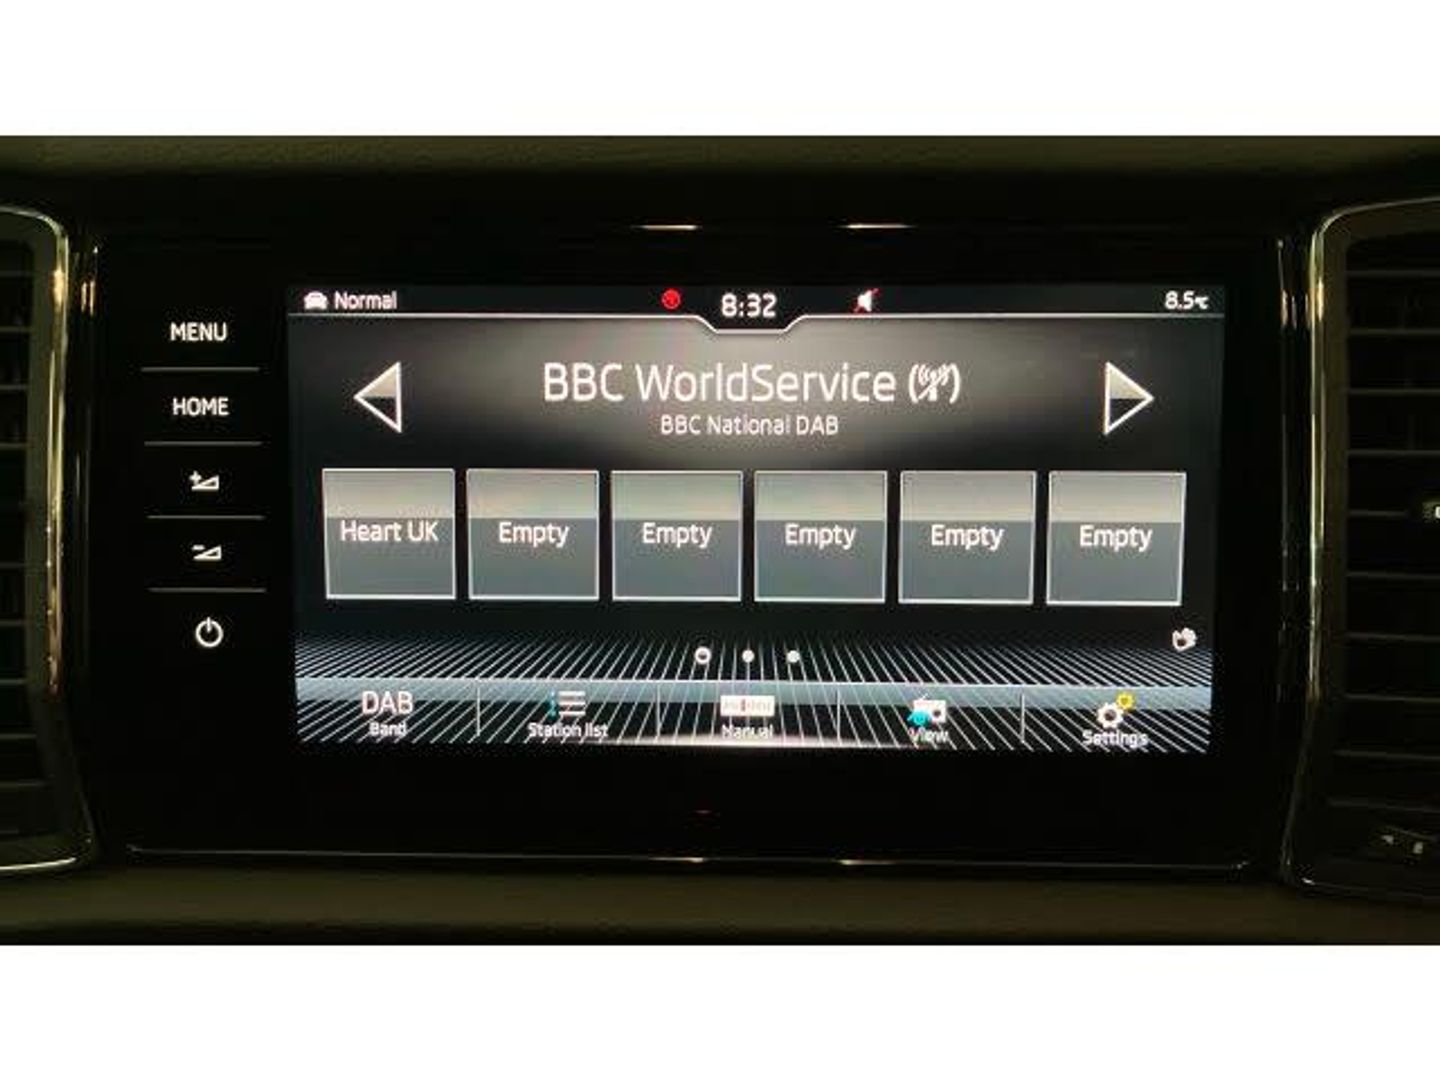 MENU
HOME
Normal
8:32
8.5°C
BBC WorldService
BBC National DAB
Heart UK
Empty
Empty
Empty
Empty
Empty
DAB
Band
Station list
Manual
View
Settings